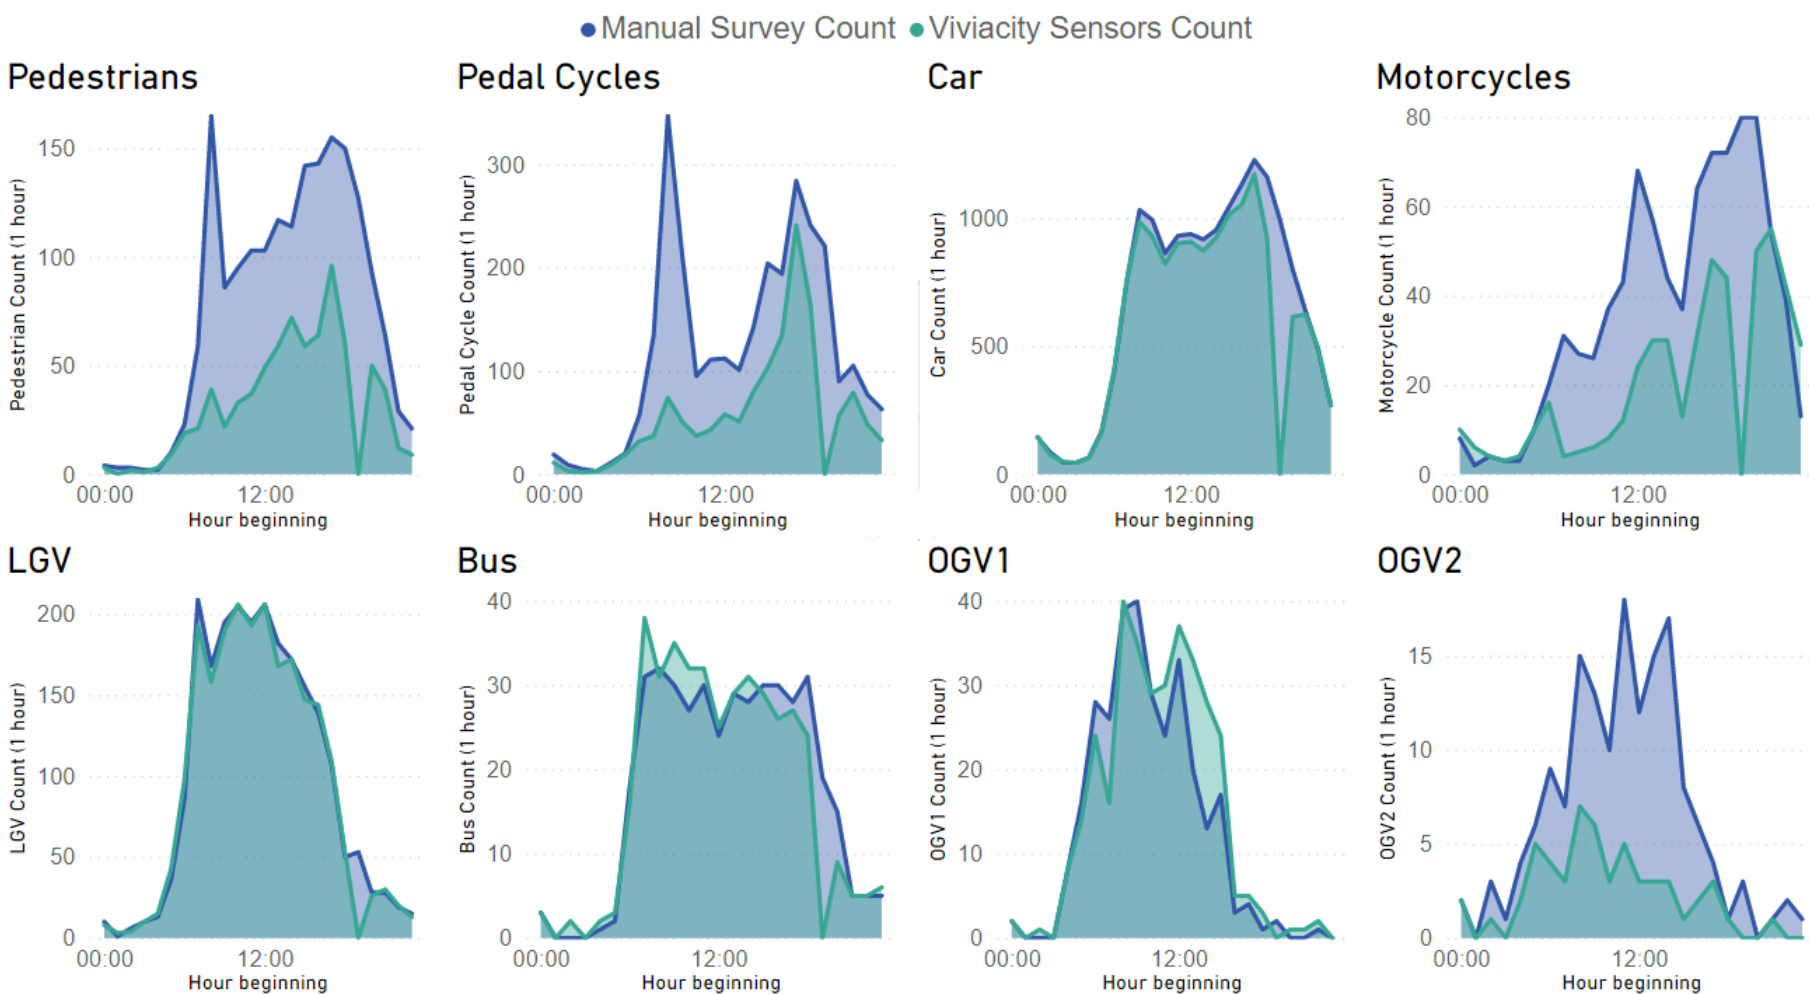 Manual Survey Count Viviacity Sensors Count
Pedestrians
Pedestrian Count (1 hour)
150
100
50
0
00:00 12:00
Hour beginning
Pedal Cycles
Pedal Cycle Count (1 hour)
300
200
100
0
00:00 12:00
Hour beginning
Car
Car Count (1 hour)
1000
500
0
00:00 12:00
Hour beginning
Motorcycles
Motorcycle Count (1 hour)
80
60
40
20
0
00:00 12:00
Hour beginning
LGV
LGV Count (1 hour)
200
150
100
50
0
00:00 12:00
Hour beginning
Bus
Bus Count (1 hour)
40
30
20
10
0
00:00 12:00
Hour beginning
OGV1
OGV1 Count (1 hour)
40
30
20
10
0
00:00 12:00
Hour beginning
OGV2
OGV2 Count (1 hour)
15
10
5
0
00:00 12:00
Hour beginning